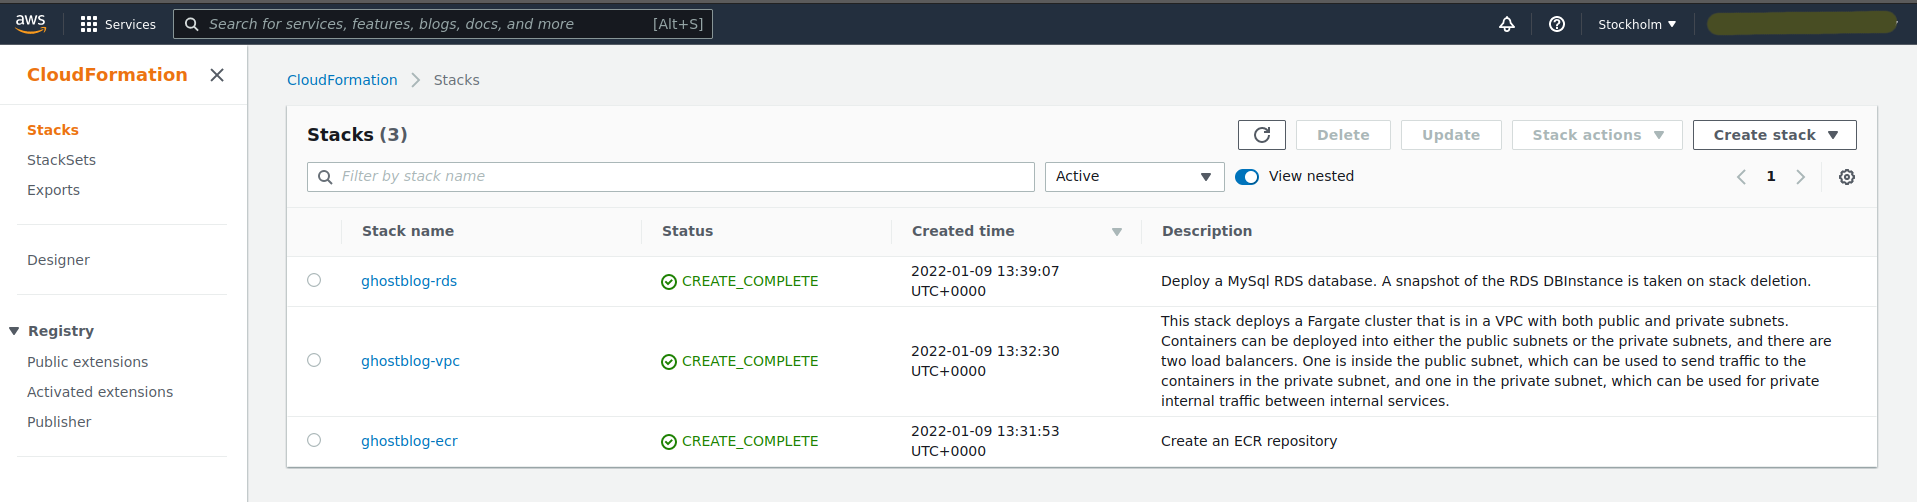 aws Services Search for services, features, blogs, docs, and more [Alt+S] Stockholm
CloudFormation
Stacks
StackSets
Exports
Designer
Registry
Public extensions
Activated extensions
Publisher
CloudFormation Stacks
Stacks (3) Delete Update Stack actions Create stack
Filter by stack name Active View nested 1
Stack name Status Created time Description
ghostblog-rds CREATE_COMPLETE 2022-01-09 13:39:07
UTC+0000
Deploy a MySql RDS database. A snapshot of the RDS DBInstance is taken on stack deletion.
ghostblog-vpc CREATE_COMPLETE 2022-01-09 13:32:30
UTC+0000
This stack deploys a Fargate cluster that is in a VPC with both public and private subnets.
Containers can be deployed into either the public subnets or the private subnets, and there are
two load balancers. One is inside the public subnet, which can be used to send traffic to the
containers in the private subnet, and one in the private subnet, which can be used for private
internal traffic between internal services.
ghostblog-ecr CREATE_COMPLETE 2022-01-09 13:31:53
UTC+0000
Create an ECR repository